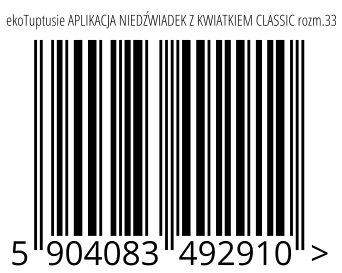 ekoTuptusie APLIKACJA NIEDŹWIADEK Z KWIATKIEM CLASSIC rozm.33
5 904083 492910 >